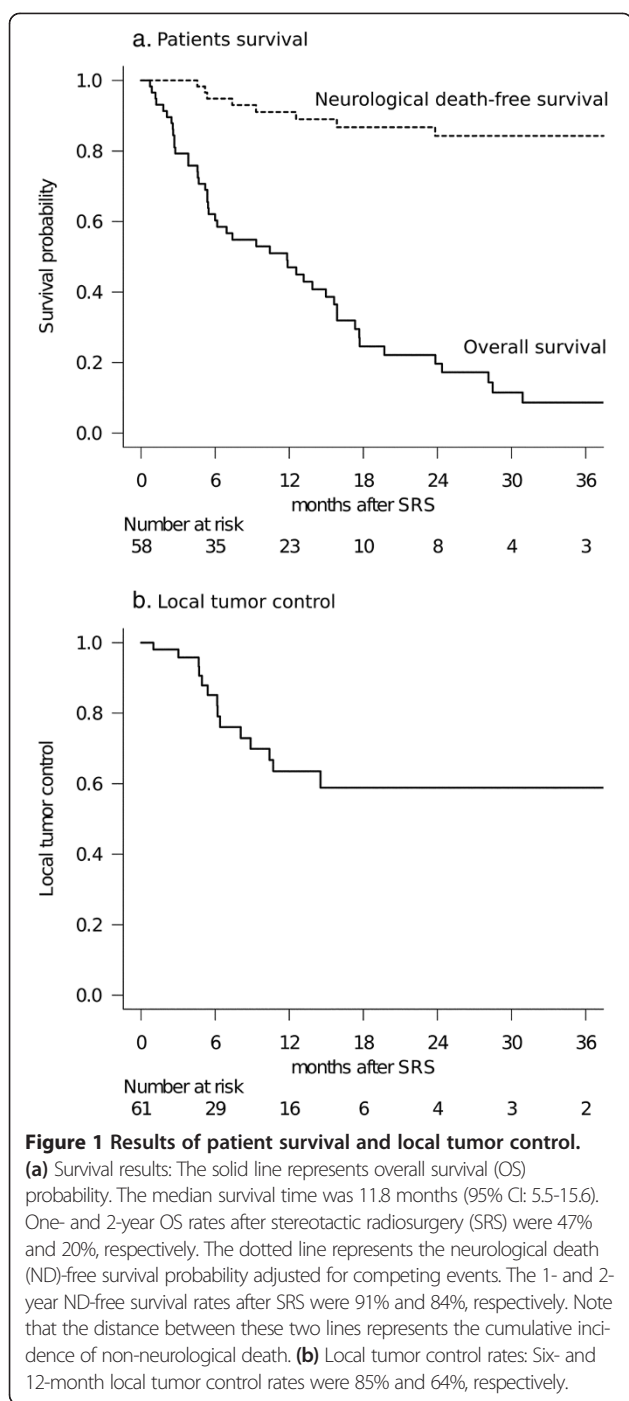 a. Patients survival
1.0
0.8
0.6
0.4
0.2
0.0
Survival probability
Neurological death-free survival
Overall survival
0 6 12 18 24 30 36
months after SRS
Number at risk
58 35 23 10 8 4 3
b. Local tumor control
1.0
0.8
0.6
0.4
0.2
0.0
Local tumor control
0 6 12 18 24 30 36
months after SRS
Number at risk
61 29 16 6 4 3 2
Figure 1 Results of patient survival and local tumor control.
(a) Survival results: The solid line represents overall survival (OS)
probability. The median survival time was 11.8 months (95% CI: 5.5-15.6).
One- and 2-year OS rates after stereotactic radiosurgery (SRS) were 47%
and 20%, respectively. The dotted line represents the neurological death
(ND)-free survival probability adjusted for competing events. The 1- and 2-
year ND-free survival rates after SRS were 91% and 84%, respectively. Note
that the distance between these two lines represents the cumulative inci-
dence of non-neurological death. (b) Local tumor control rates: Six- and
12-month local tumor control rates were 85% and 64%, respectively.